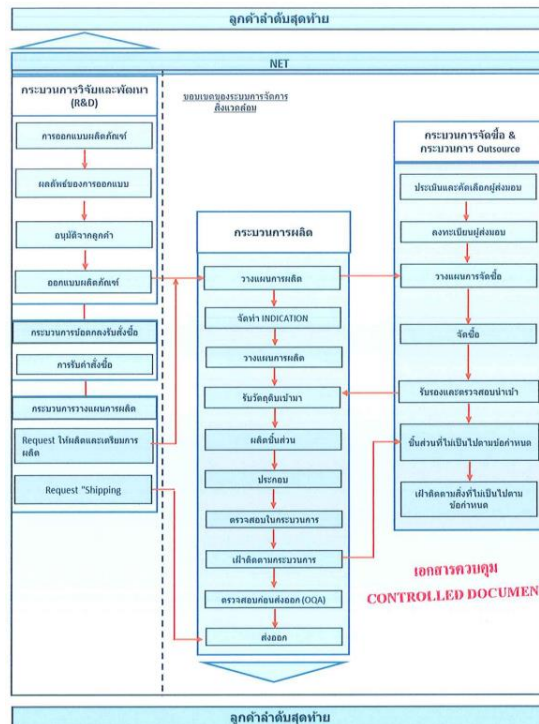 ลูกค้าลำดับสุดท้าย
NET
กระบวนการวิจัยและพัฒนา
(R&D)
การออกแบบผลิตภัณฑ์
ผลลัพธ์ของการออกแบบ
อนุมัติจากลูกค้า
ออกแบบผลิตภัณฑ์
กระบวนการข้อตกลงรับสั่งซื้อ
การรับคำสั่งซื้อ
กระบวนการวางแผนการผลิต
Request ให้ผลิตและเตรียมการ
ผลิต
Request "Shipping
ขอบเขตของระบบการจัดการ
สิ่งแวดล้อม
กระบวนการผลิต
วางแผนการผลิต
จัดทำ INDICATION
วางแผนการผลิต
รับวัตถุดิบเข้ามา
ผลิตชิ้นส่วน
ประกอบ
ตรวจสอบในกระบวนการ
เฝ้าติดตามกระบวนการ
ตรวจสอบก่อนส่งออก (OQA)
ส่งออก
กระบวนการจัดซื้อ &
กระบวนการ Outsource
ประเมินและคัดเลือกผู้ส่งมอบ
ลงทะเบียนผู้ส่งมอบ
วางแผนการจัดซื้อ
จัดซื้อ
รับรองและตรวจสอบนำเข้า
ชิ้นส่วนที่ไม่เป็นไปตามข้อกำหนด
เฝ้าติดตามสิ่งที่ไม่เป็นไปตาม
ข้อกำหนด
เอกสารควบคุม
CONTROLLED DOCUMEN
ลูกค้าลำดับสุดท้าย